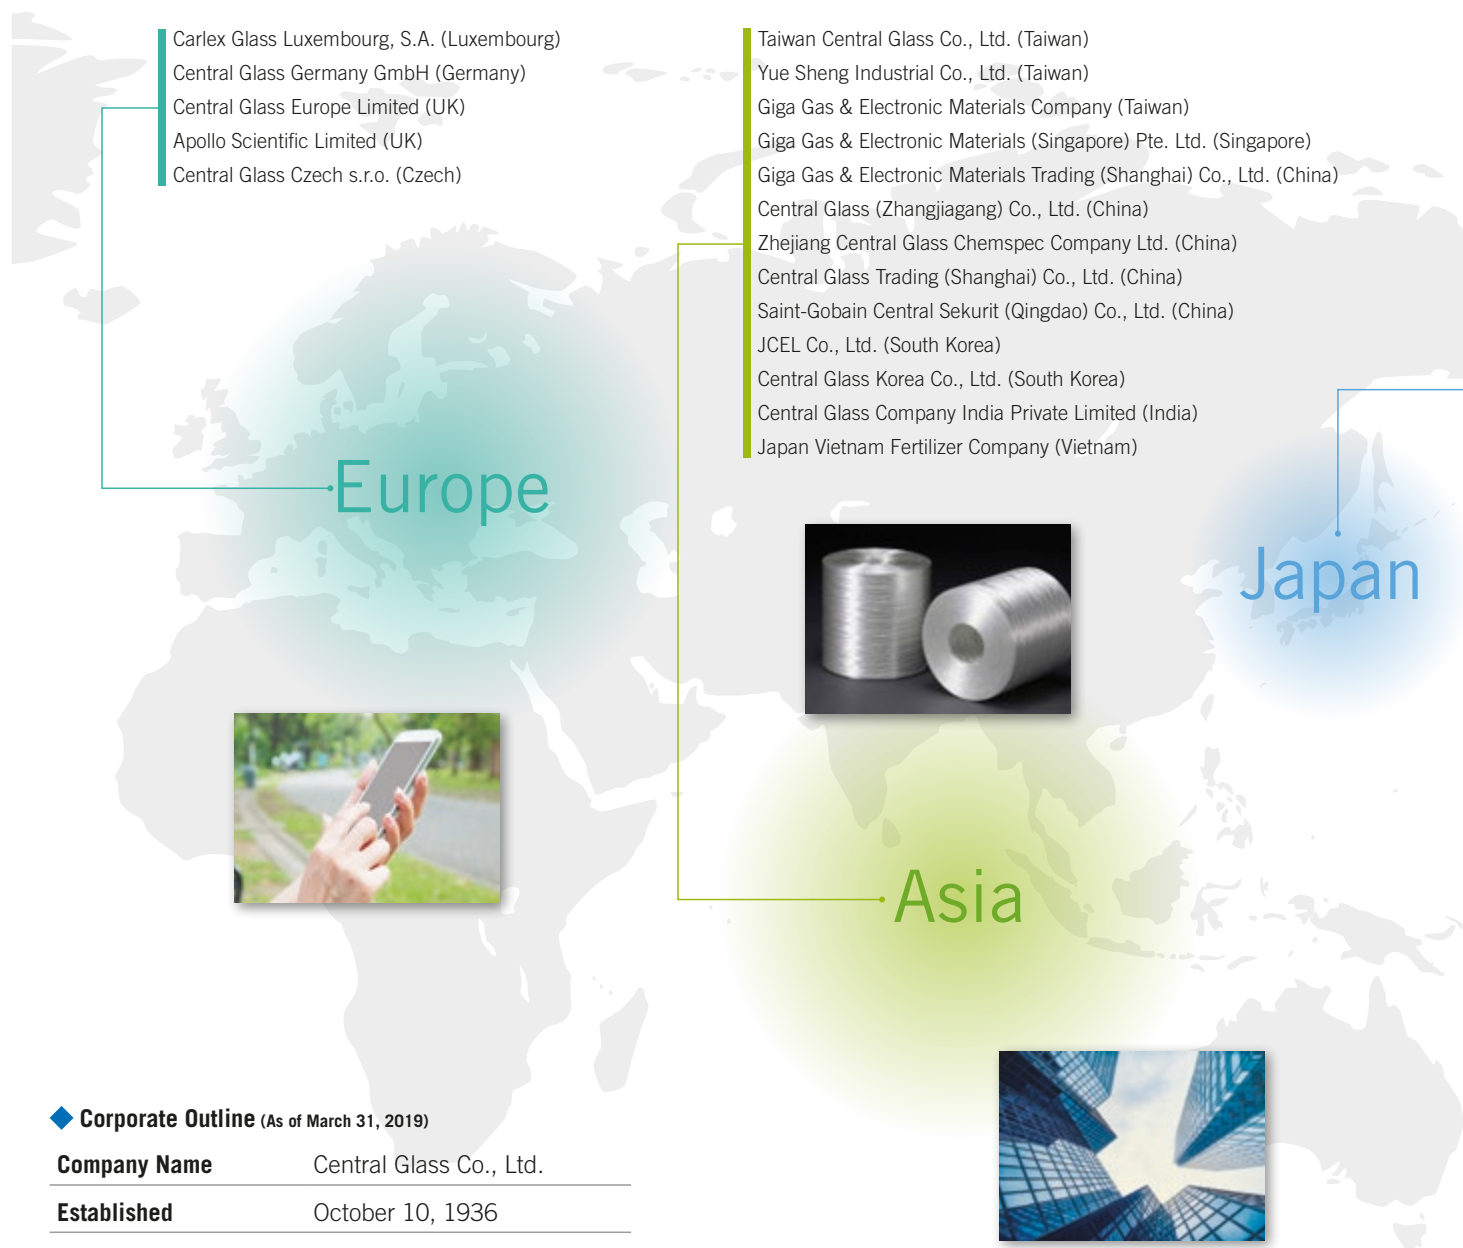 Carlex Glass Luxembourg, S.A. (Luxembourg)
Central Glass Germany GmbH (Germany)
Central Glass Europe Limited (UK)
Apollo Scientific Limited (UK)
Central Glass Czech s.r.o. (Czech)
Taiwan Central Glass Co., Ltd. (Taiwan)
Yue Sheng Industrial Co., Ltd. (Taiwan)
Giga Gas & Electronic Materials Company (Taiwan)
Giga Gas & Electronic Materials (Singapore) Pte. Ltd. (Singapore)
Giga Gas & Electronic Materials Trading (Shanghai) Co., Ltd. (China)
Central Glass (Zhangjiagang) Co., Ltd. (China)
Zhejiang Central Glass Chemspec Company Ltd. (China)
Central Glass Trading (Shanghai) Co., Ltd. (China)
Saint-Gobain Central Sekurit (Qingdao) Co., Ltd. (China)
JCEL Co., Ltd. (South Korea)
Central Glass Korea Co., Ltd. (South Korea)
Central Glass Company India Private Limited (India)
Japan Vietnam Fertilizer Company (Vietnam)
Europe
Japan
Asia
Corporate Outline (As of March 31, 2019)
Company Name Central Glass Co., Ltd.
Established October 10, 1936